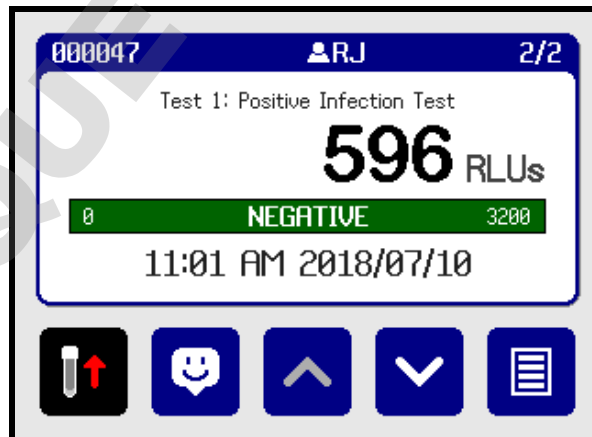 000047 RJ 2/2
Test 1: Positive Infection Test
596 RLUs
0 NEGATIVE 3200
11:01 AM 2018/07/10
QUE